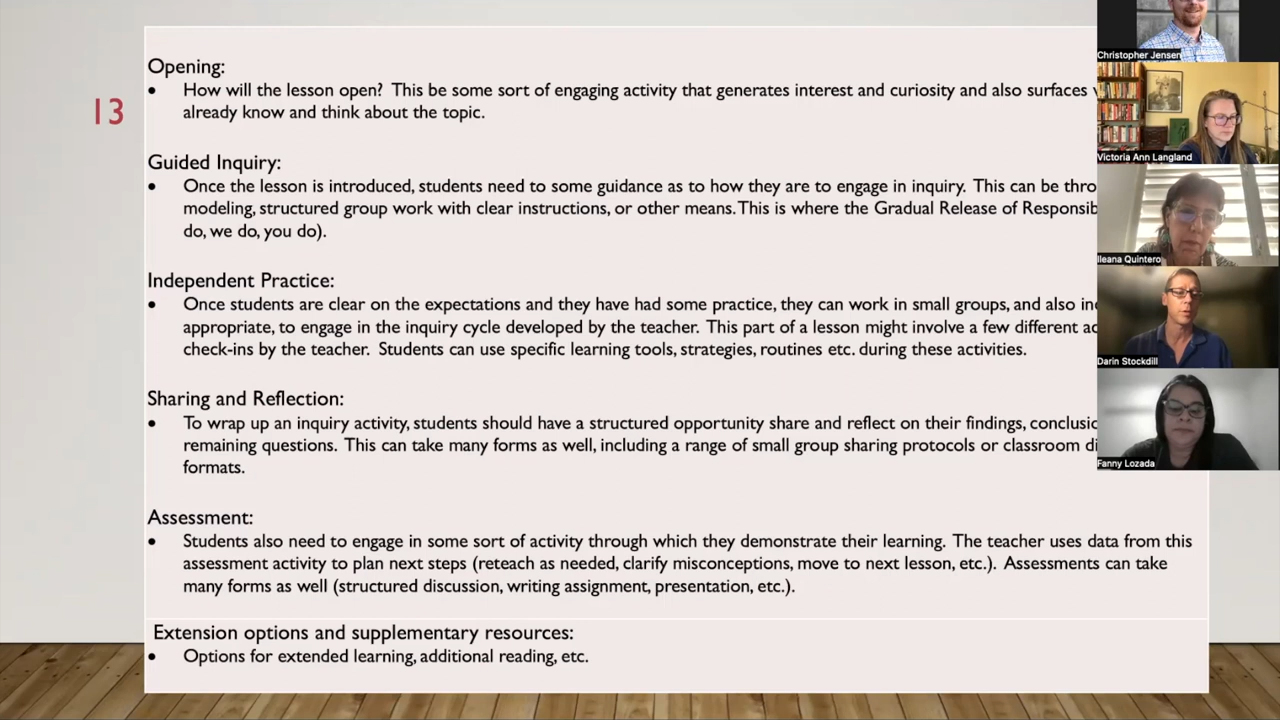 13
Opening:
• How will the lesson open? This be some sort of engaging activity that generates interest and curiosity and also surfaces
already know and think about the topic.
Guided Inquiry:
• Once the lesson is introduced, students need to some guidance as to how they are to engage in inquiry. This can be
modeling, structured group work with clear instructions, or other means. This is where the Gradual Release of
do, we do, you do).
Independent Practice:
• Once students are clear on the expectations and they have had some practice, they can work in small groups, and also
appropriate, to engage in the inquiry cycle developed by the teacher. This part of a lesson might involve a few different
check-ins by the teacher. Students can use specific learning tools, strategies, routines etc. during these activities.
Sharing and Reflection:
• To wrap up an inquiry activity, students should have a structured opportunity share and reflect on their findings,
remaining questions. This can take many forms as well, including a range of small group sharing protocols or classroom
formats.
Assessment:
• Students also need to engage in some sort of activity through which they demonstrate their learning. The teacher uses data from this
assessment activity to plan next steps (reteach as needed, clarify misconceptions, move to next lesson, etc.). Assessments can take
many forms as well (structured discussion, writing assignment, presentation, etc.).
Extension options and supplementary resources:
• Options for extended learning, additional reading, etc.
Christopher Jensen
Victoria Ann Langland
Ileana Quintero
Darin Stockdill
Fanny Lozada